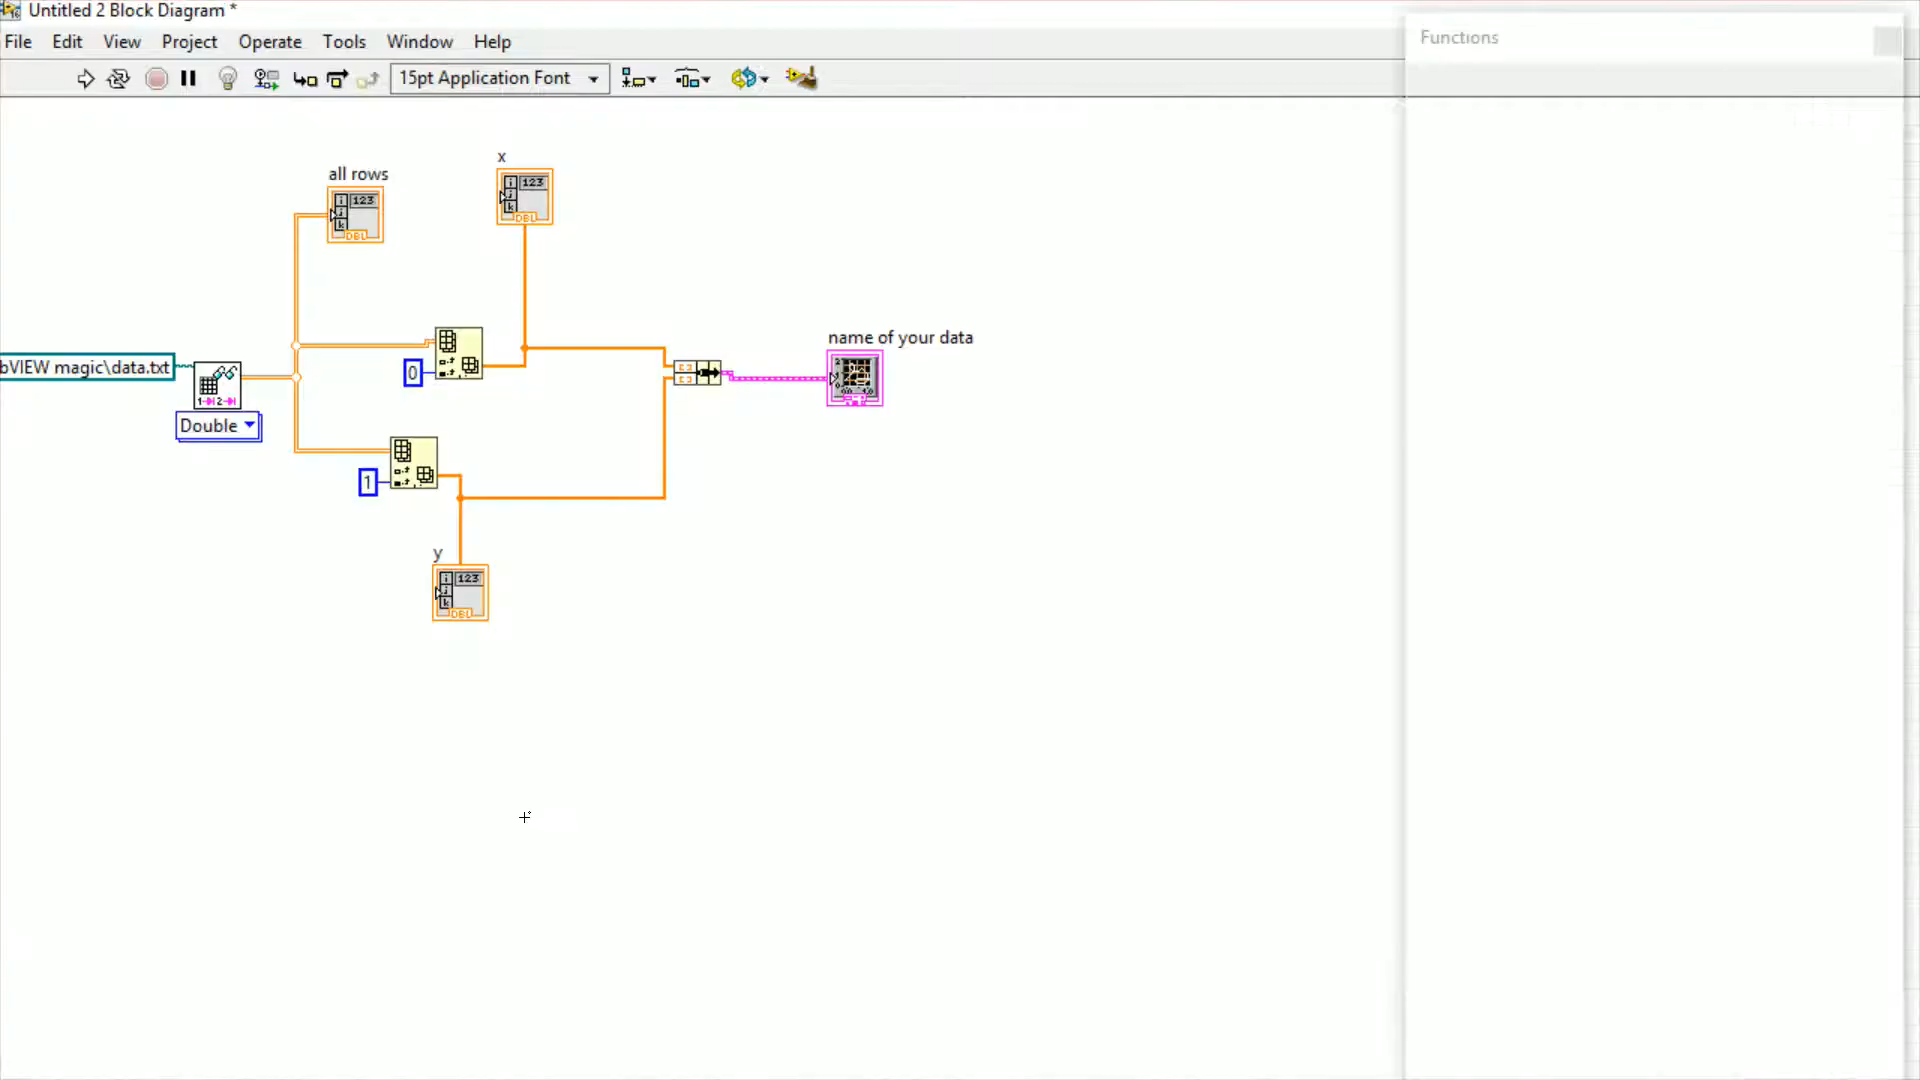 Untitled 2 Block Diagram *
File Edit View Project Operate Tools Window Help
Functions
15pt Application Font
x
all rows
123
DBL
123
DBL
name of your data
bVIEW magic\data.txt
0
Double
1
y
123
DBL